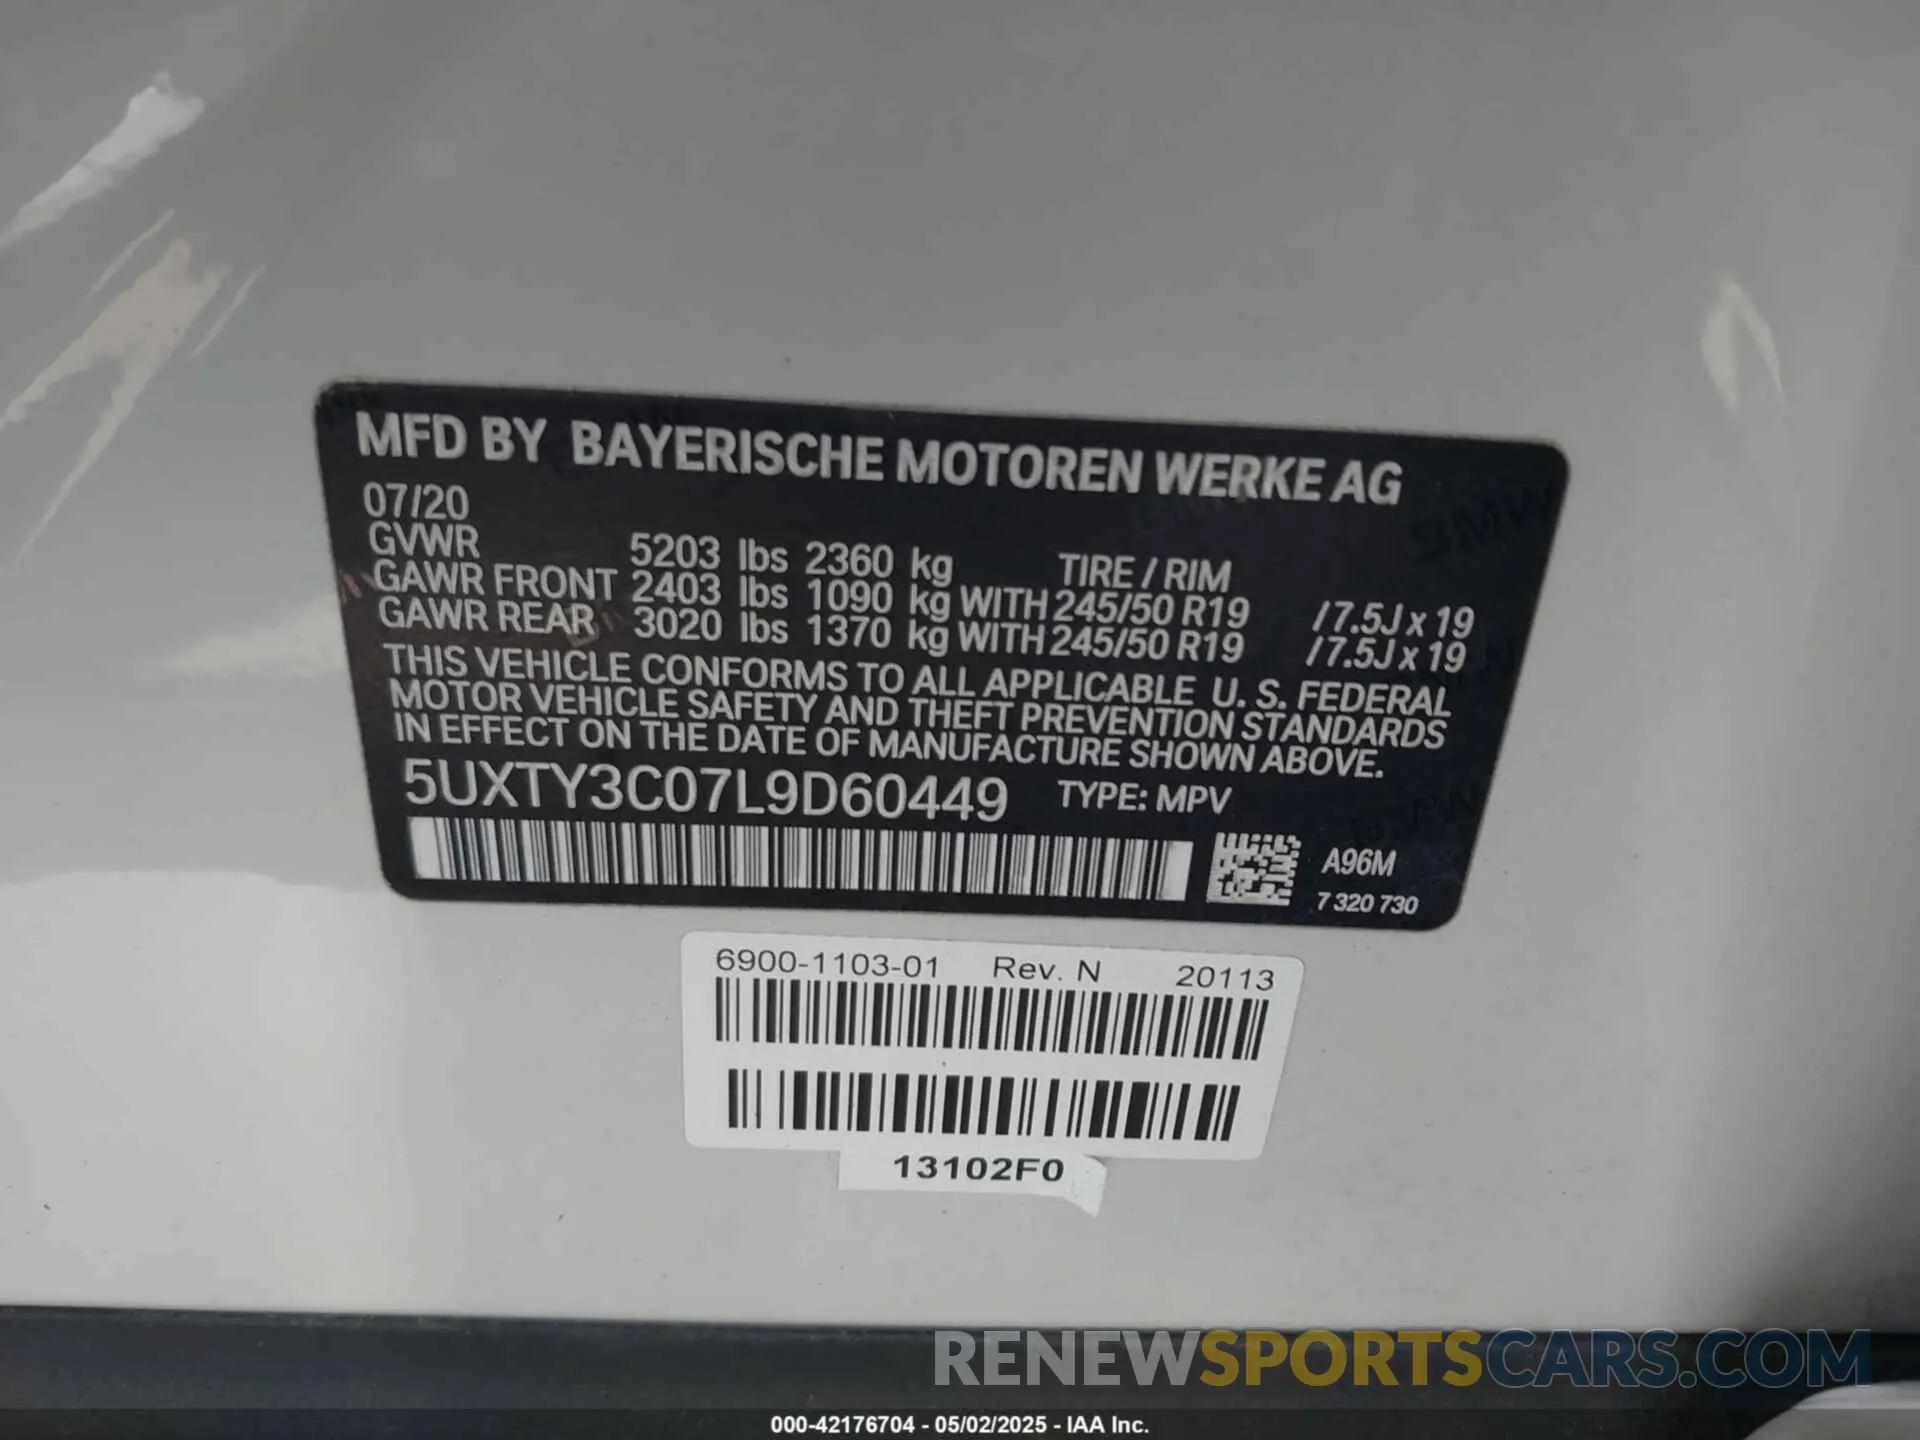 MFD BY BAYERISCHE MOTOREN WERKE AG
07/20
GVWR 5203 lbs 2360 kg TIRE / RIM
GAWR FRONT 2403 lbs 1090 kg WITH 245/50 R19 / 7.5J x 19
GAWR REAR 3020 lbs 1370 kg WITH 245/50 R19 / 7.5J x 19
THIS VEHICLE CONFORMS TO ALL APPLICABLE U. S. FEDERAL
MOTOR VEHICLE SAFETY AND THEFT PREVENTION STANDARDS
IN EFFECT ON THE DATE OF MANUFACTURE SHOWN ABOVE.
5UXTY3C07L9D60449 TYPE: MPV
A96M
7 320 730
6900-1103-01 Rev. N 20113
13102F0
RENEWSPORTSCARS.COM
000-42176704 - 05/02/2025 - IAA Inc.